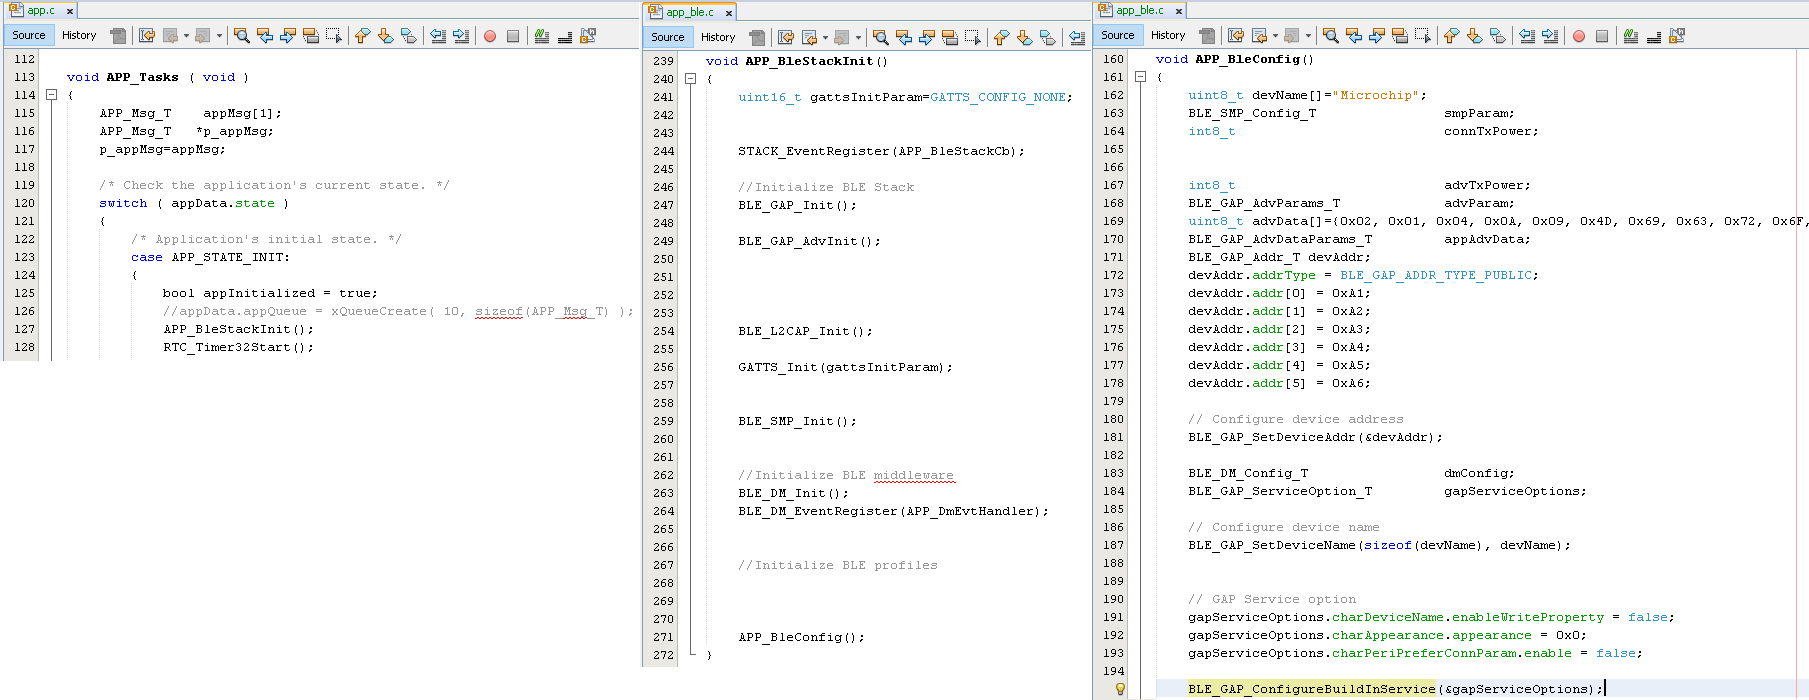 app.c x
Source History
112
113 void APP_Tasks ( void )
114 {
115 APP_Msg_T appMsg[1];
116 APP_Msg_T *p_appMsg;
117 p_appMsg=appMsg;
118
119 /* Check the application's current state. */
120 switch ( appData.state )
121 {
122 /* Application's initial state. */
123 case APP_STATE_INIT:
124 {
125 bool appInitialized = true;
126 //appData.appQueue = xQueueCreate( 10, sizeof(APP_Msg_T) );
127 APP_BleStackInit();
128 RTC_Timer32Start();
app_ble.c x
Source History
239 void APP_BleStackInit()
240 {
241 uint16_t gattsInitParam=GATTS_CONFIG_NONE;
242
243
244 STACK_EventRegister(APP_BleStackCb);
245
246 //Initialize BLE Stack
247 BLE_GAP_Init();
248
249 BLE_GAP_AdvInit();
250
251
252
253
254 BLE_L2CAP_Init();
255
256 GATTS_Init(gattsInitParam);
257
258
259 BLE_SMP_Init();
260
261
262 //Initialize BLE middleware
263 BLE_DM_Init();
264 BLE_DM_EventRegister(APP_DmEvtHandler);
265
266
267 //Initialize BLE profiles
268
269
270
271 APP_BleConfig();
272 }
app_ble.c x
Source History
160 void APP_BleConfig()
161 {
162 uint8_t devName[]="Microchip";
163 BLE_SMP_Config_T smpParam;
164 int8_t connTxPower;
165
166
167 int8_t advTxPower;
168 BLE_GAP_AdvParams_T advParam;
169 uint8_t advData[]={0x02, 0x01, 0x04, 0x0A, 0x09, 0x4D, 0x69, 0x63, 0x72, 0x6F,
170 BLE_GAP_AdvDataParams_T appAdvData;
171 BLE_GAP_Addr_T devAddr;
172 devAddr.addrType = BLE_GAP_ADDR_TYPE_PUBLIC;
173 devAddr.addr[0] = 0xA1;
174 devAddr.addr[1] = 0xA2;
175 devAddr.addr[2] = 0xA3;
176 devAddr.addr[3] = 0xA4;
177 devAddr.addr[4] = 0xA5;
178 devAddr.addr[5] = 0xA6;
179
180 // Configure device address
181 BLE_GAP_SetDeviceAddr(&devAddr);
182
183 BLE_DM_Config_T dmConfig;
184 BLE_GAP_ServiceOption_T gapServiceOptions;
185
186 // Configure device name
187 BLE_GAP_SetDeviceName(sizeof(devName), devName);
188
189
190 // GAP Service option
191 gapServiceOptions.charDeviceName.enableWriteProperty = false;
192 gapServiceOptions.charAppearance.appearance = 0x0;
193 gapServiceOptions.charPeriPreferConnParam.enable = false;
194
BLE_GAP_ConfigureBuildInService(&gapServiceOptions);